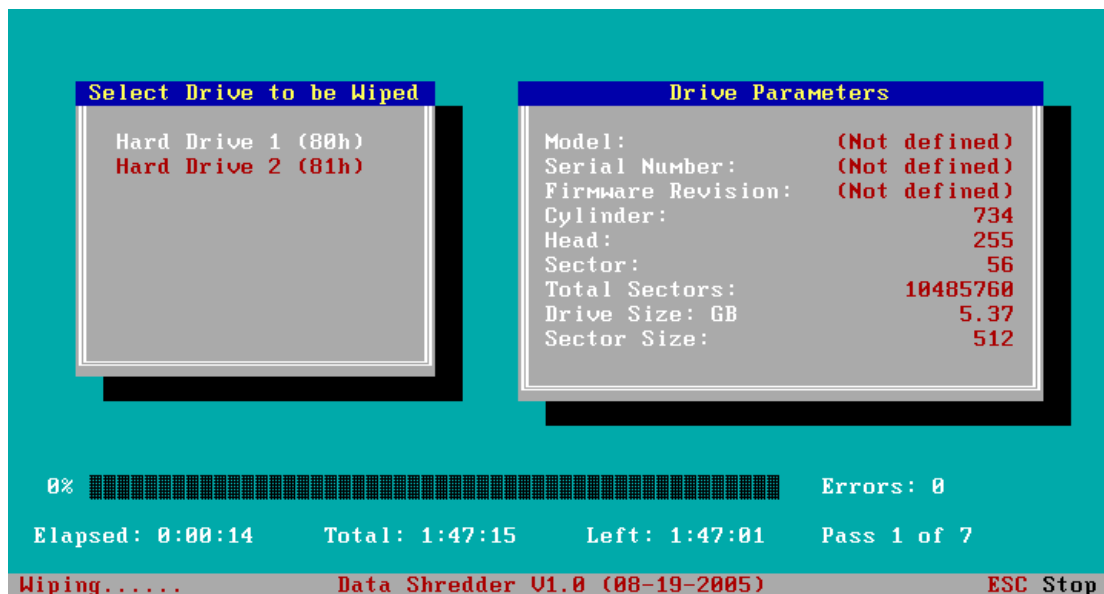 Select Drive to be Wiped
Hard Drive 1 (80h)
Hard Drive 2 (81h)
Drive Parameters
Model: (Not defined)
Serial Number: (Not defined)
Firmware Revision: (Not defined)
Cylinder: 734
Head: 255
Sector: 56
Total Sectors: 10485760
Drive Size: GB 5.37
Sector Size: 512
0% Errors: 0
Elapsed: 0:00:14 Total: 1:47:15 Left: 1:47:01 Pass 1 of 7
Wiping...... Data Shredder V1.0 (08-19-2005) ESC Stop